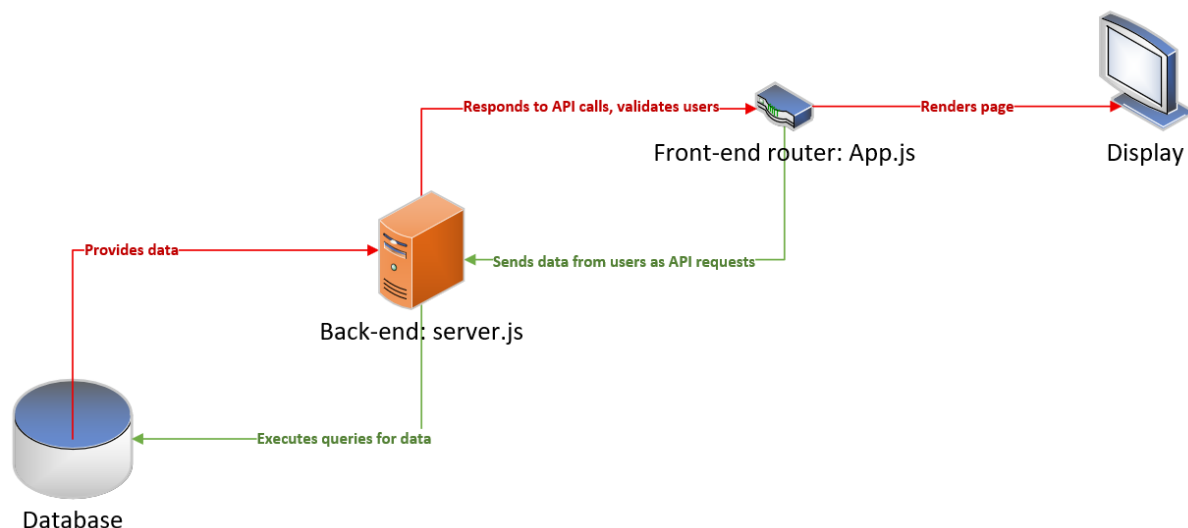 Responds to API calls, validates users
Renders page
Front-end router: App.js
Display
Provides data
Sends data from users as API requests
Back-end: server.js
Executes queries for data
Database